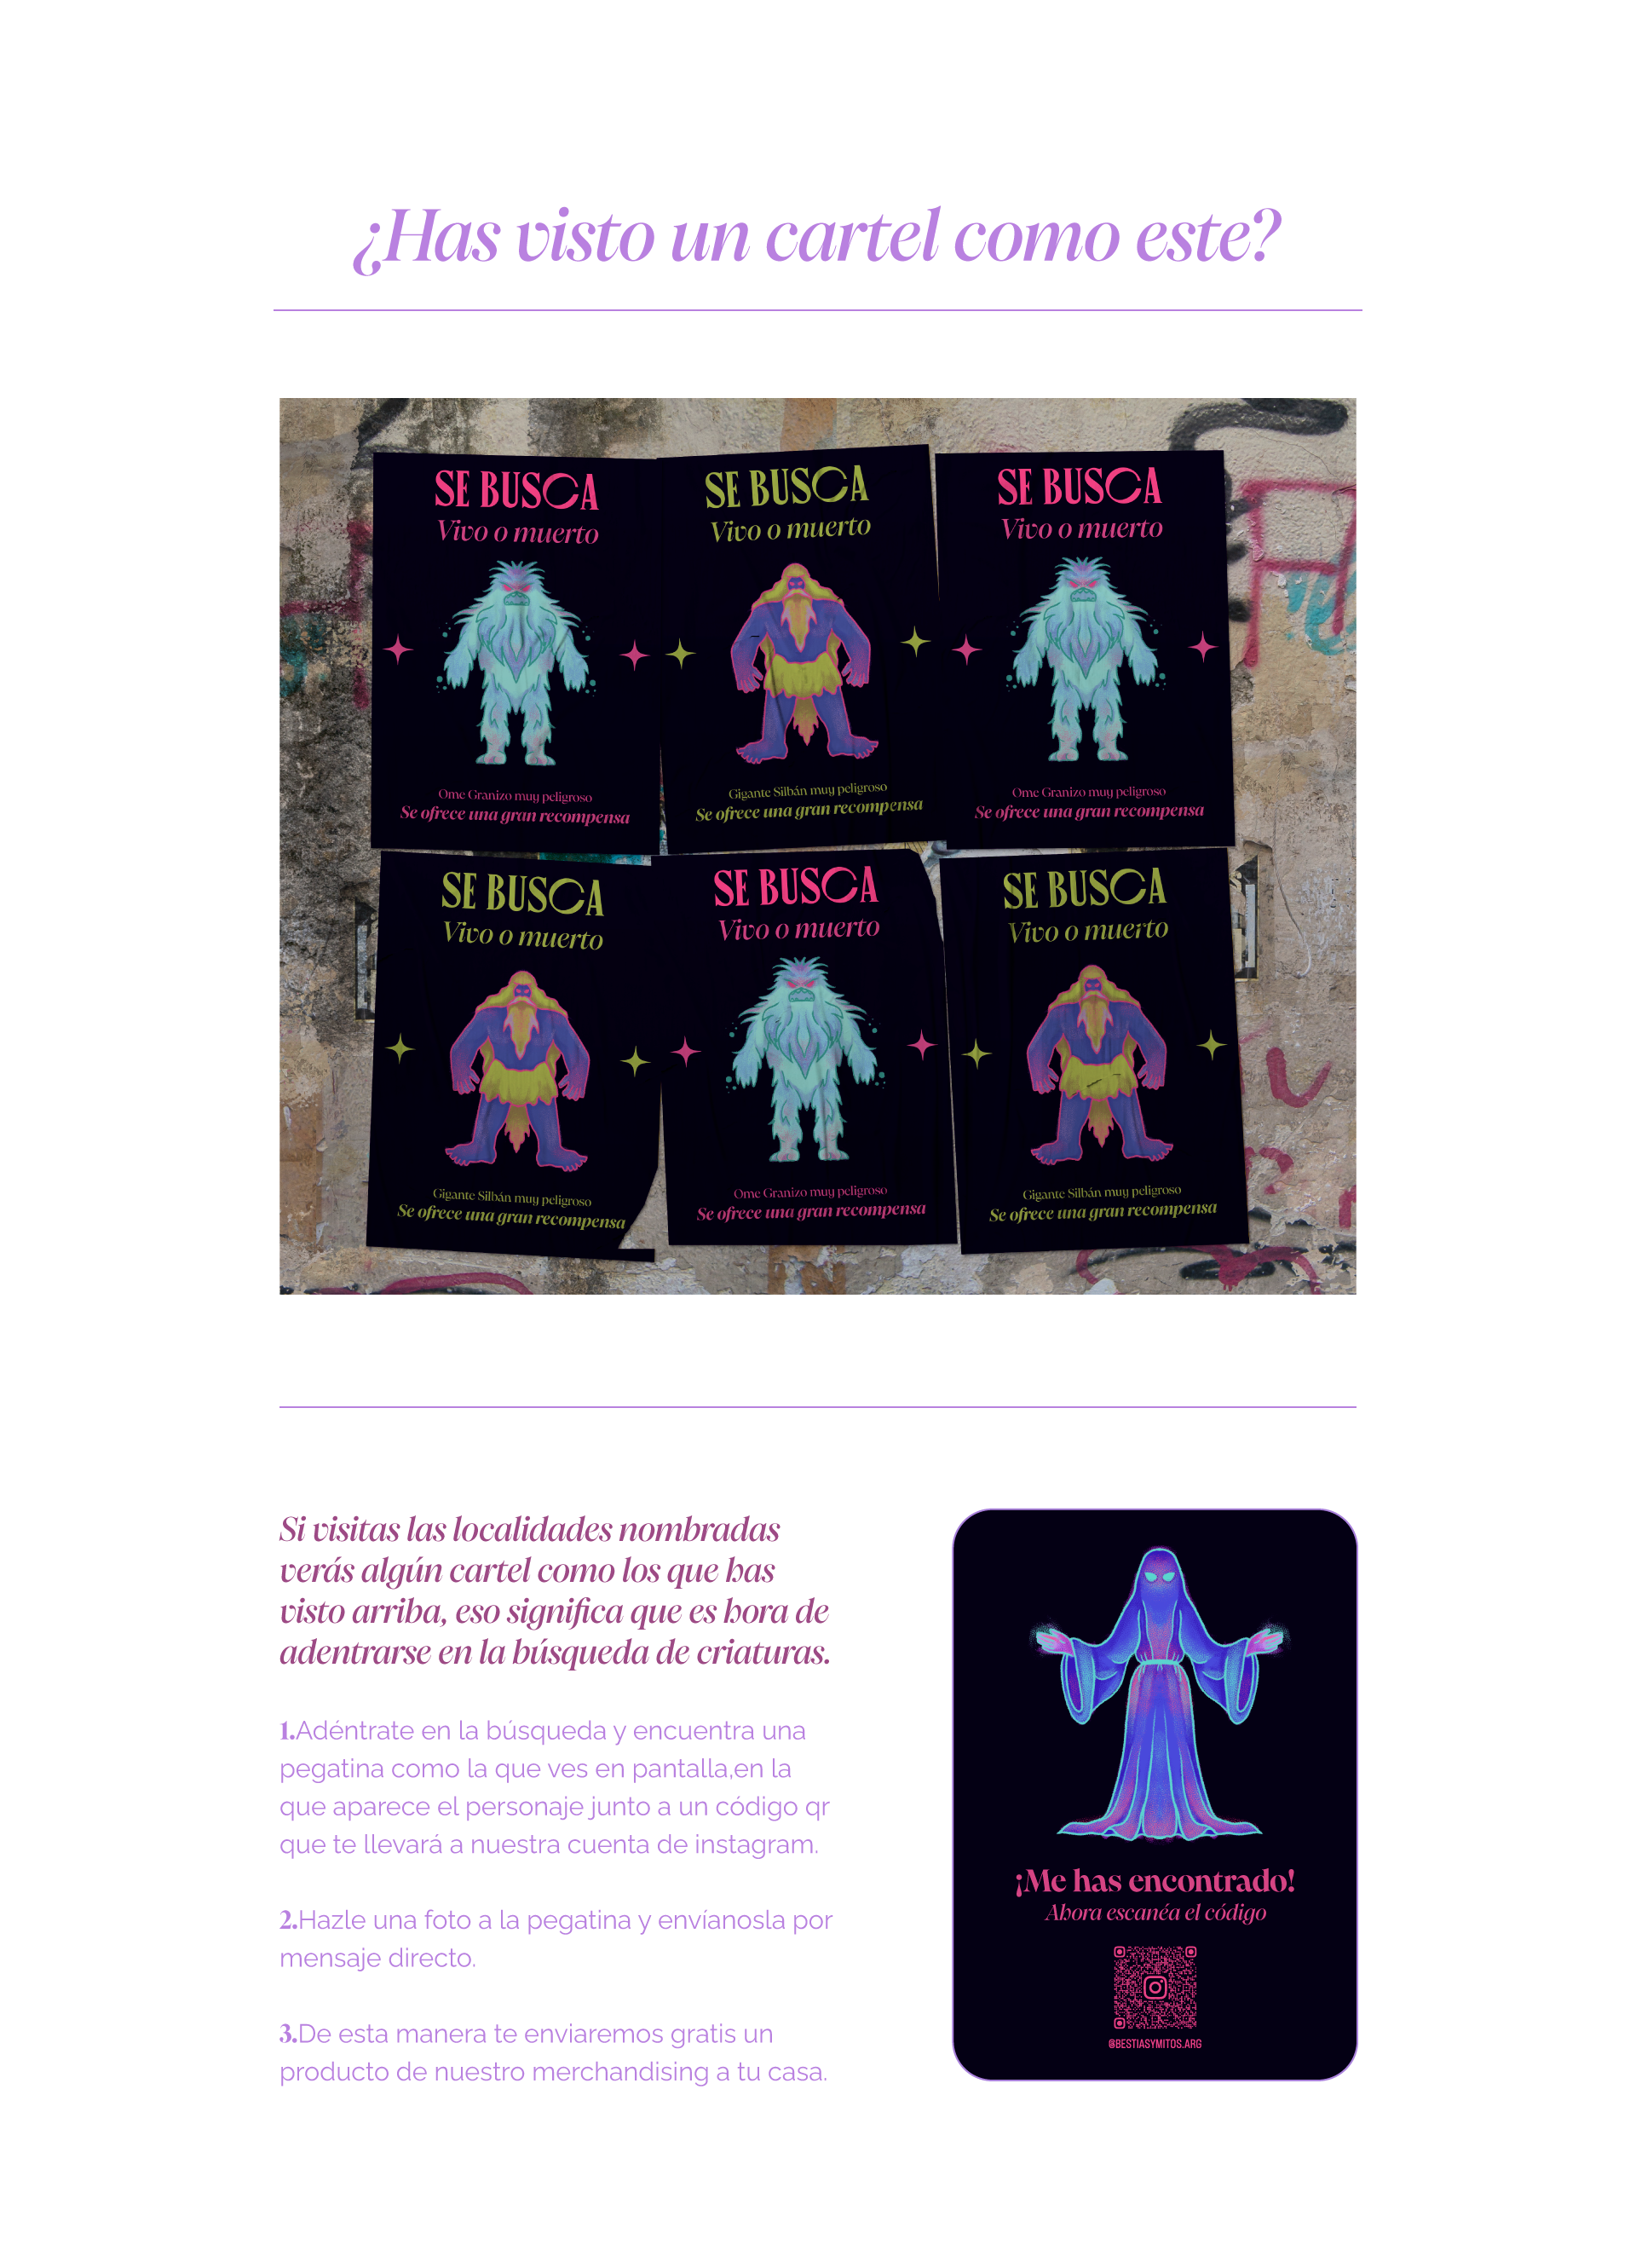 ¿Has visto un cartel como este?
SE BUSCA
Vivo o muerto
Ome Granizo muy peligroso
Se ofrece una gran recompensa
SE BUSCA
Vivo o muerto
Gigante Silbán muy peligroso
Se ofrece una gran recompensa
SE BUSCA
Vivo o muerto
Ome Granizo muy peligroso
Se ofrece una gran recompensa
SE BUSCA
Vivo o muerto
Gigante Silbán muy peligroso
Se ofrece una gran recompensa
SE BUSCA
Vivo o muerto
Ome Granizo muy peligroso
Se ofrece una gran recompensa
SE BUSCA
Vivo o muerto
Gigante Silbán muy peligroso
Se ofrece una gran recompensa
Si visitas las localidades nombradas
verás algún cartel como los que has
visto arriba, eso significa que es hora de
adentrarse en la búsqueda de criaturas.
1.Adéntrate en la búsqueda y encuentra una
pegatina como la que ves en pantalla,en la
que aparece el personaje junto a un código qr
que te llevará a nuestra cuenta de instagram.
2.Hazle una foto a la pegatina y envíanosla por
mensaje directo.
3.De esta manera te enviaremos gratis un
producto de nuestro merchandising a tu casa.
¡Me has encontrado!
Ahora escanéa el código
@BESTIASYMITOS.ARG